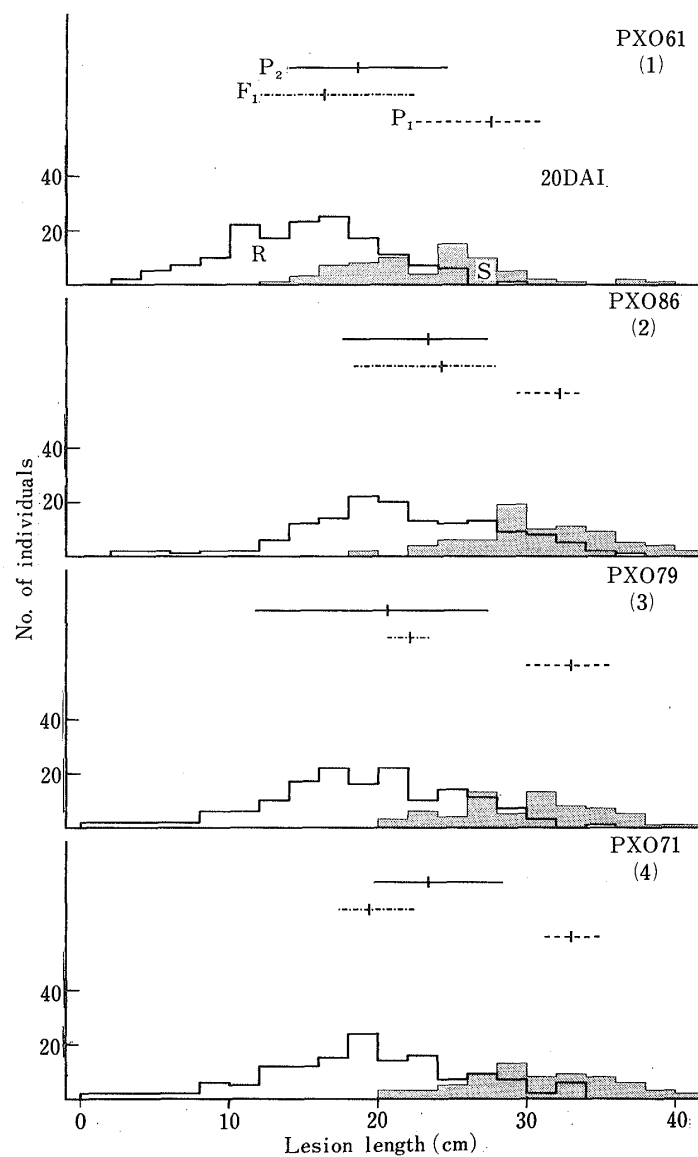 PXO61
(1)
P2
F1
P1
20DAI
40
20
R
S
PXO86
(2)
40
20
PXO79
(3)
40
20
PXO71
(4)
40
20
No. of individuals
0 10 20 30 40
Lesion length (cm)